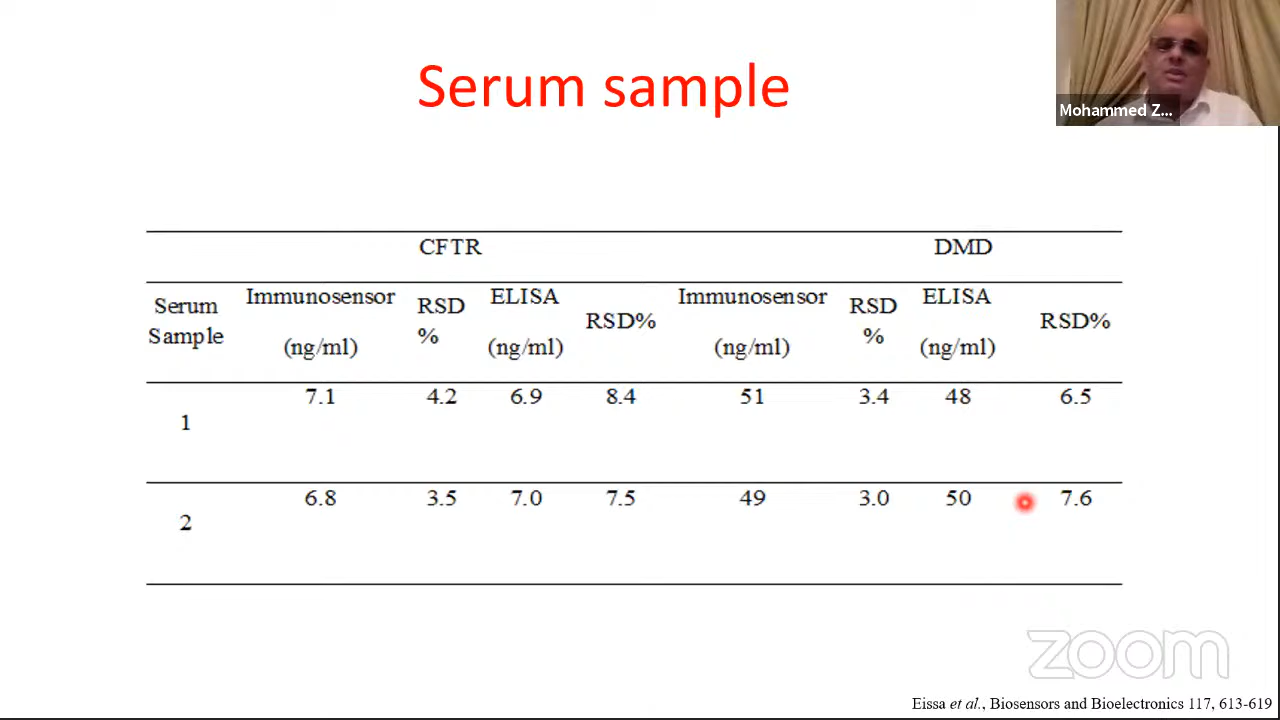 Serum sample
Mohammed Z...
CFTR DMD
Serum Sample Immunosensor (ng/ml) RSD % ELISA (ng/ml) RSD% Immunosensor (ng/ml) RSD % ELISA (ng/ml) RSD%
1 7.1 4.2 6.9 8.4 51 3.4 48 6.5
2 6.8 3.5 7.0 7.5 49 3.0 50 7.6
zoom
Eissa et al., Biosensors and Bioelectronics 117, 613-619